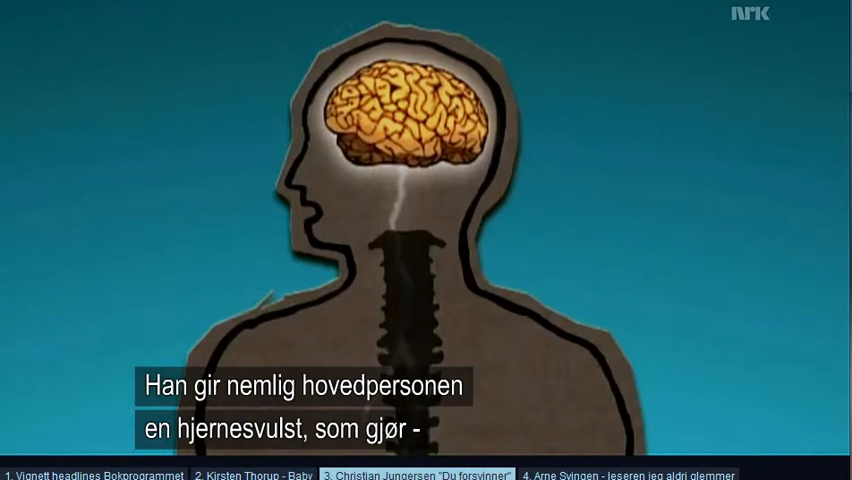 NRK
Han gir nemlig hovedpersonen
en hjernesvulst, som gjør -
1. Vignett headlines Bokprogrammet 2. Kirsten Thorup - Baby 3. Christian Jungersen "Du forsvinner" 4. Arne Svingen - leseren jeg aldri glemmer